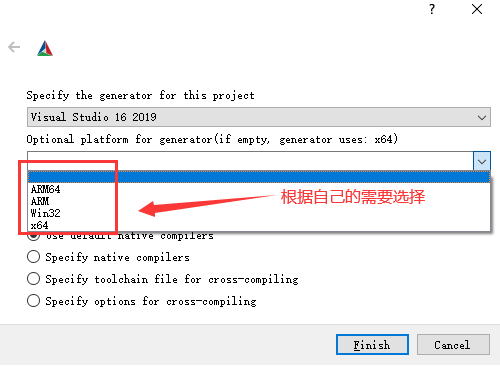 ?
Specify the generator for this project
Visual Studio 16 2019
Optional platform for generator(if empty, generator uses: x64)
ARM64
ARM
Win32
x64
根据自己的需要选择
Use default native compilers
Specify native compilers
Specify toolchain file for cross-compiling
Specify options for cross-compiling
Finish
Cancel